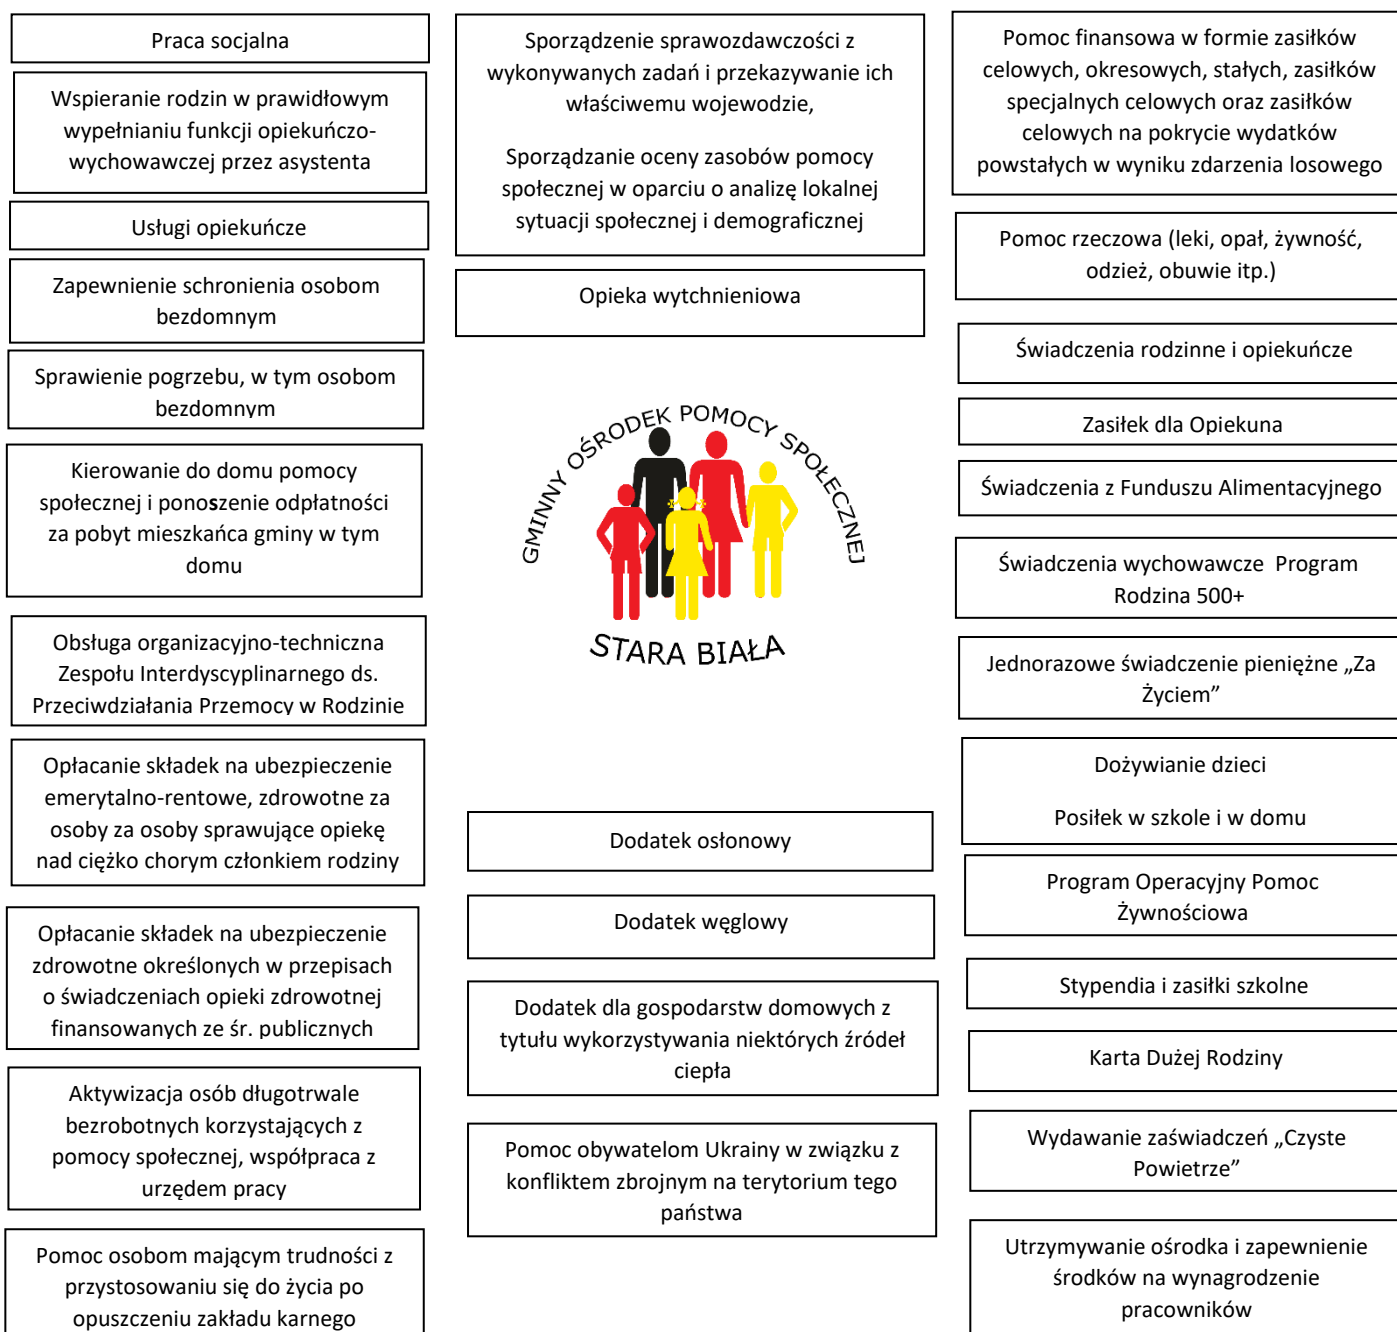 Praca socjalna
Wspieranie rodzin w prawidłowym
wypełnianiu funkcji opiekuńczo-
wychowawczej przez asystenta
Usługi opiekuńcze
Zapewnienie schronienia osobom
bezdomnym
Sprawienie pogrzebu, w tym osobom
bezdomnym
Kierowanie do domu pomocy
społecznej i ponoszenie odpłatności
za pobyt mieszkańca gminy w tym
domu
Obsługa organizacyjno-techniczna
Zespołu Interdyscyplinarnego ds.
Przeciwdziałania Przemocy w Rodzinie
Opłacanie składek na ubezpieczenie
emerytalno-rentowe, zdrowotne za
osoby za osoby sprawujące opiekę
nad ciężko chorym członkiem rodziny
Opłacanie składek na ubezpieczenie
zdrowotne określonych w przepisach
o świadczeniach opieki zdrowotnej
finansowanych ze śr. publicznych
Aktywizacja osób długotrwale
bezrobotnych korzystających z
pomocy społecznej, współpraca z
urzędem pracy
Pomoc osobom mającym trudności z
przystosowaniu się do życia po
opuszczeniu zakładu karnego
Sporządzenie sprawozdawczości z
wykonywanych zadań i przekazywanie ich
właściwemu wojewodzie,
Sporządzanie oceny zasobów pomocy
społecznej w oparciu o analizę lokalnej
sytuacji społecznej i demograficznej
Opieka wytchnieniowa
GMINNY OŚRODEK POMOCY SPOŁECZNEJ
STARA BIAŁA
Dodatek osłonowy
Dodatek węglowy
Dodatek dla gospodarstw domowych z
tytułu wykorzystywania niektórych źródeł
ciepła
Pomoc obywatelom Ukrainy w związku z
konfliktem zbrojnym na terytorium tego
państwa
Pomoc finansowa w formie zasiłków
celowych, okresowych, stałych, zasiłków
specjalnych celowych oraz zasiłków
celowych na pokrycie wydatków
powstałych w wyniku zdarzenia losowego
Pomoc rzeczowa (leki, opał, żywność,
odzież, obuwie itp.)
Świadczenia rodzinne i opiekuńcze
Zasiłek dla Opiekuna
Świadczenia z Funduszu Alimentacyjnego
Świadczenia wychowawcze  Program
Rodzina 500+
Jednorazowe świadczenie pieniężne „Za
Życiem”
Dożywianie dzieci
Posiłek w szkole i w domu
Program Operacyjny Pomoc
Żywnościowa
Stypendia i zasiłki szkolne
Karta Dużej Rodziny
Wydawanie zaświadczeń „Czyste
Powietrze”
Utrzymywanie ośrodka i zapewnienie
środków na wynagrodzenie
pracowników